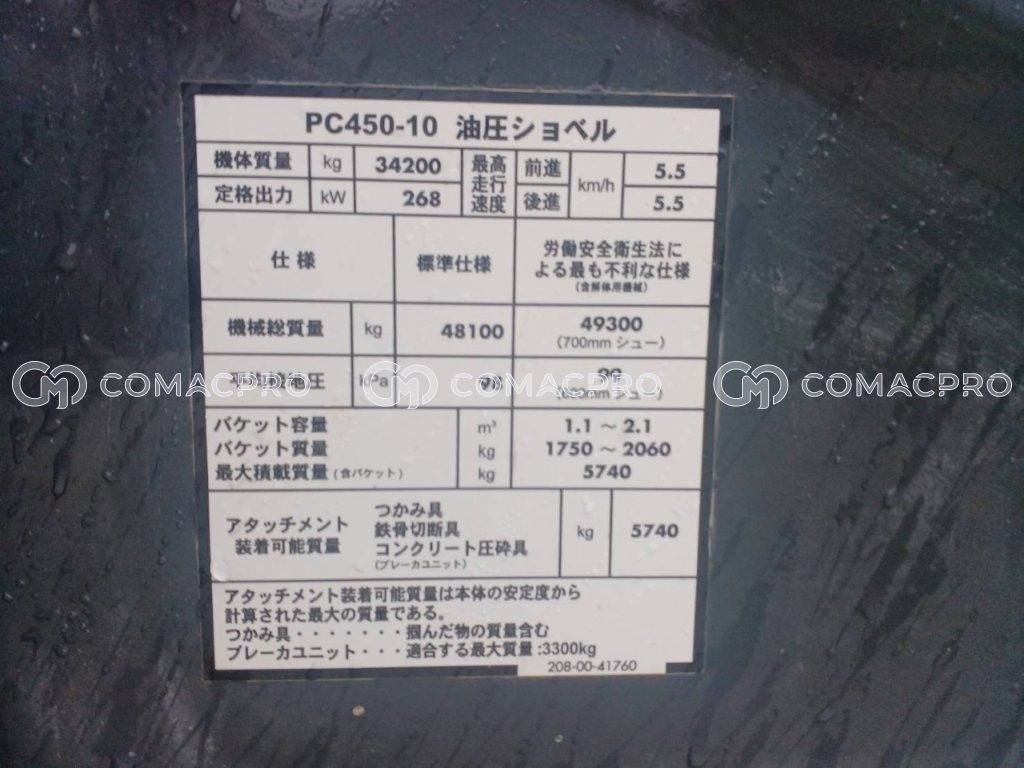 PC450-10 油圧ショベル
機体質量 kg 34200 最高走行速度 前進 km/h 5.5
定格出力 kW 268 後進 5.5
仕様 標準仕様 労働安全衛生法による最も不利な仕様(含解体用機械)
機械総質量 kg 48100 49300
(700mm シュー)
kPa
シュー)
COMACPRO COMACPRO COMACPRO
バケット容量 m³ 1.1 ~ 2.1
バケット質量 kg 1750 ~ 2060
最大積載質量 (含バケット) kg 5740
アタッチメント装着可能質量 つかみ具 kg 5740
鉄骨切断具
コンクリート圧砕具
(ブレーカユニット)
アタッチメント装着可能質量は本体の安定度から
計算された最大の質量である。
つかみ具・・・・・・・掴んだ物の質量含む
ブレーカユニット・・・適合する最大質量:3300kg
208-00-41760